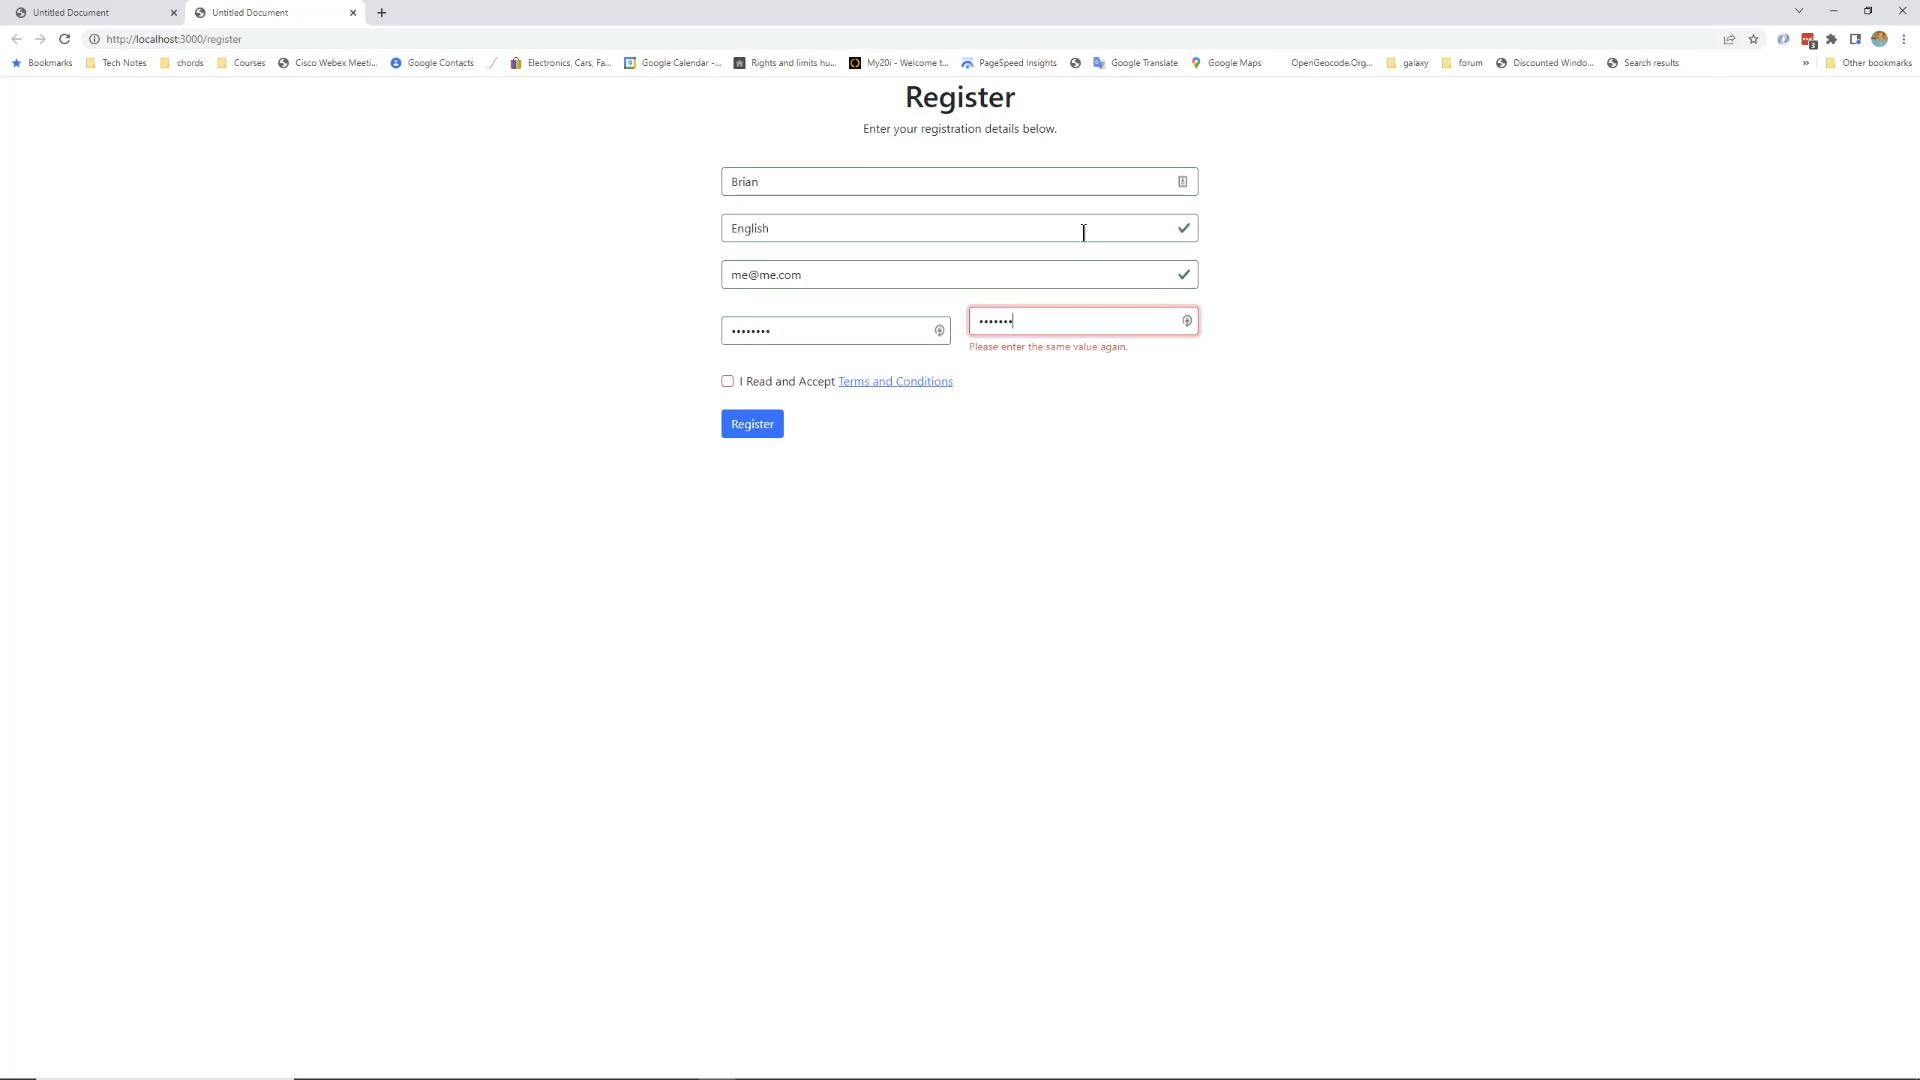 Untitled Document
Untitled Document
http://localhost:3000/register
3
Bookmarks
Tech Notes
chords
Courses
Cisco Webex Meeti...
Google Contacts
Electronics, Cars, Fa...
Google Calendar -...
Rights and limits hu...
My20i - Welcome t...
PageSpeed Insights
Google Translate
Google Maps
OpenGeocode.Org...
galaxy
forum
Discounted Windo...
Search results
»
Other bookmarks
Register
Enter your registration details below.
Brian
English
me@me.com
••••••••
•••••••
Please enter the same value again.
I Read and Accept Terms and Conditions
Register